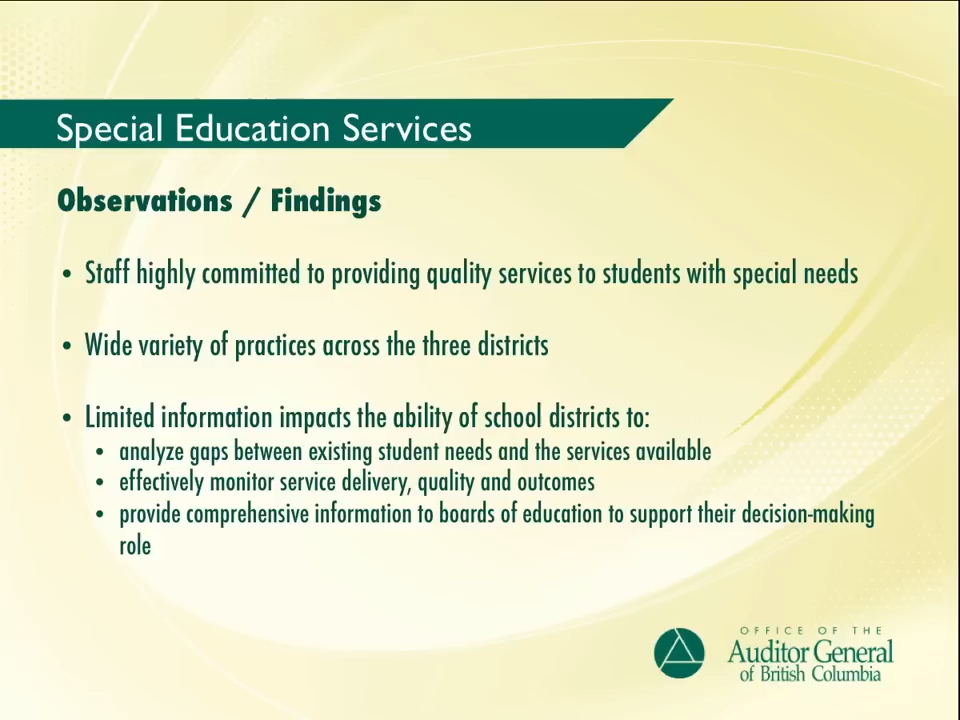 Special Education Services
Observations / Findings
• Staff highly committed to providing quality services to students with special needs
• Wide variety of practices across the three districts
• Limited information impacts the ability of school districts to:
• analyze gaps between existing student needs and the services available
• effectively monitor service delivery, quality and outcomes
• provide comprehensive information to boards of education to support their decision-making
role
OFFICE OF THE
Auditor General
of British Columbia